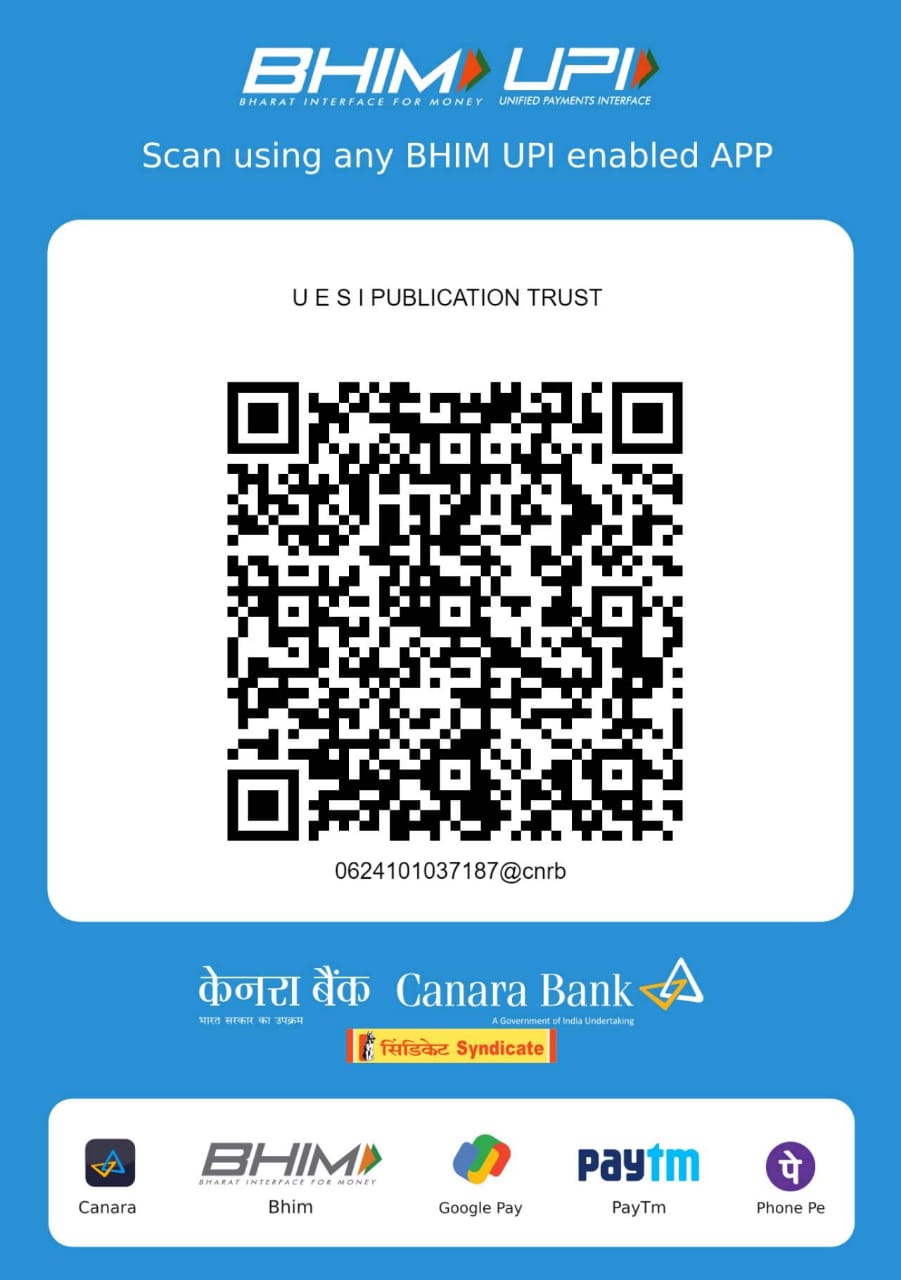 BHIM UPI
BHARAT INTERFACE FOR MONEY UNIFIED PAYMENTS INTERFACE
Scan using any BHIM UPI enabled APP
U E S I PUBLICATION TRUST
0624101037187@cnrb
केनरा बैंक Canara Bank
भारत सरकार का उपक्रम A Government of India Undertaking
सिंडिकेट Syndicate
BHIM paytm पे
BHARAT INTERFACE FOR MONEY
Canara Bhim Google Pay PayTm Phone Pe